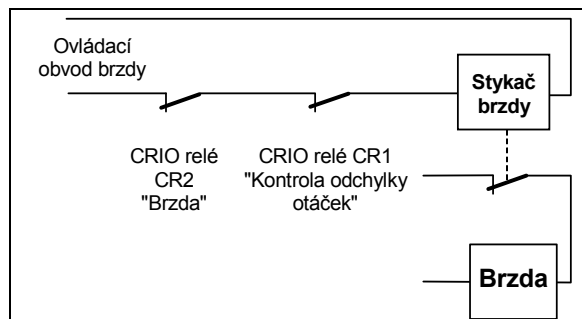 Ovládací
obvod brzdy
Stykač
brzdy
CRIO relé
CR2
"Brzda"
CRIO relé CR1
"Kontrola odchylky
otáček"
Brzda